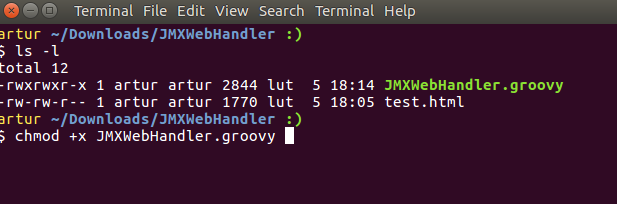 Terminal Terminal File Edit View Search Terminal Help
artur ~/Downloads/JMXWebHandler :)
$ ls -l
total 12
-rwxrwxr-x 1 artur artur 2844 lut  5 18:14 JMXWebHandler.groovy
-rw-rw-r-- 1 artur artur 1770 lut  5 18:05 test.html
artur ~/Downloads/JMXWebHandler :)
$ chmod +x JMXWebHandler.groovy